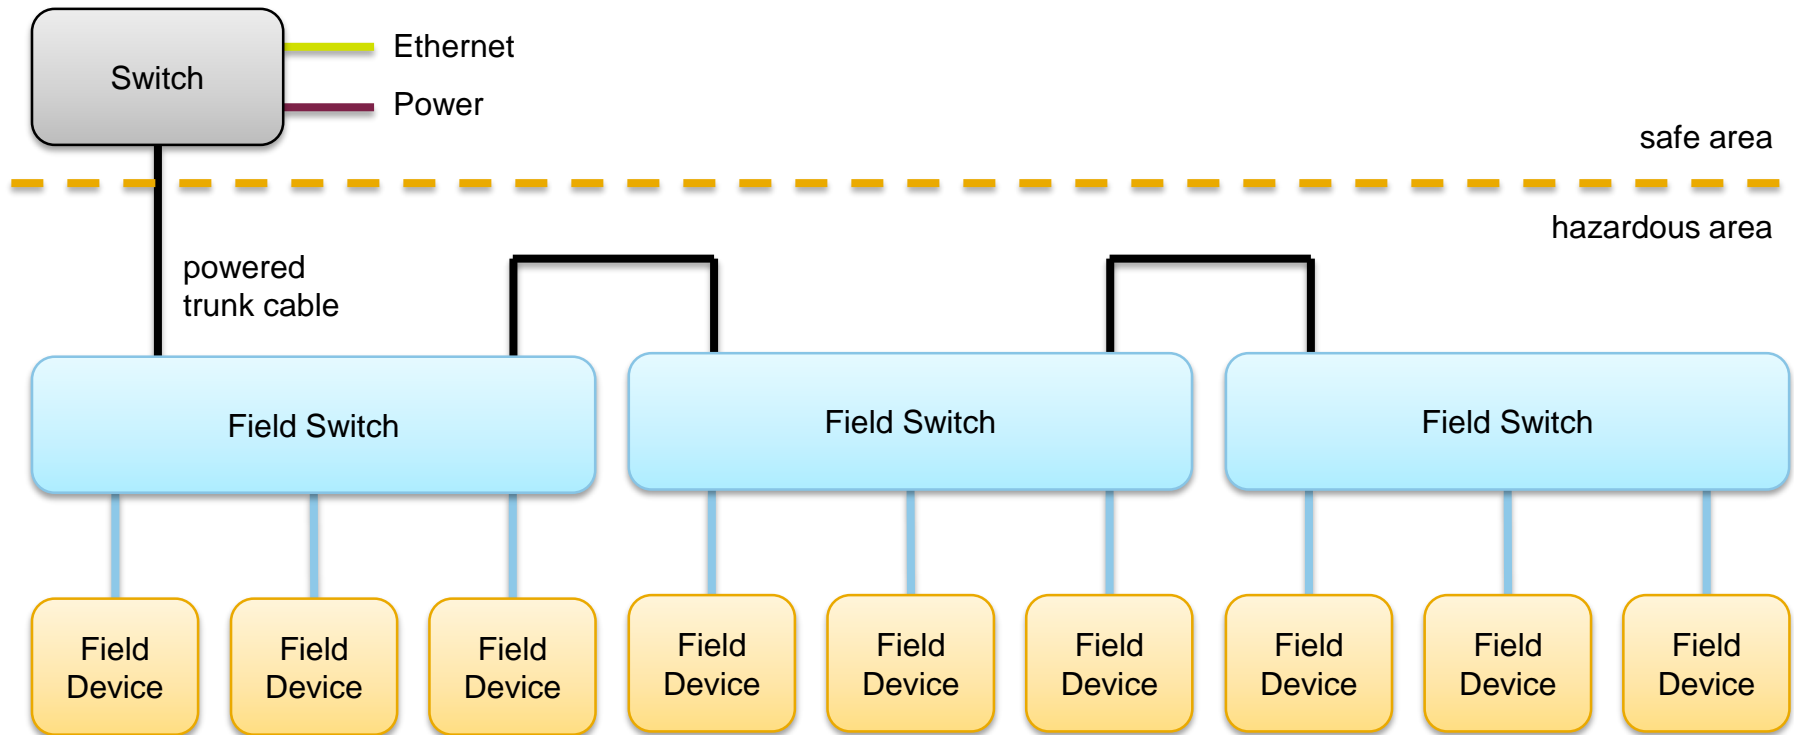 Switch
Ethernet
Power
safe area
hazardous area
powered
trunk cable
Field Switch
Field Switch
Field Switch
Field
Device
Field
Device
Field
Device
Field
Device
Field
Device
Field
Device
Field
Device
Field
Device
Field
Device